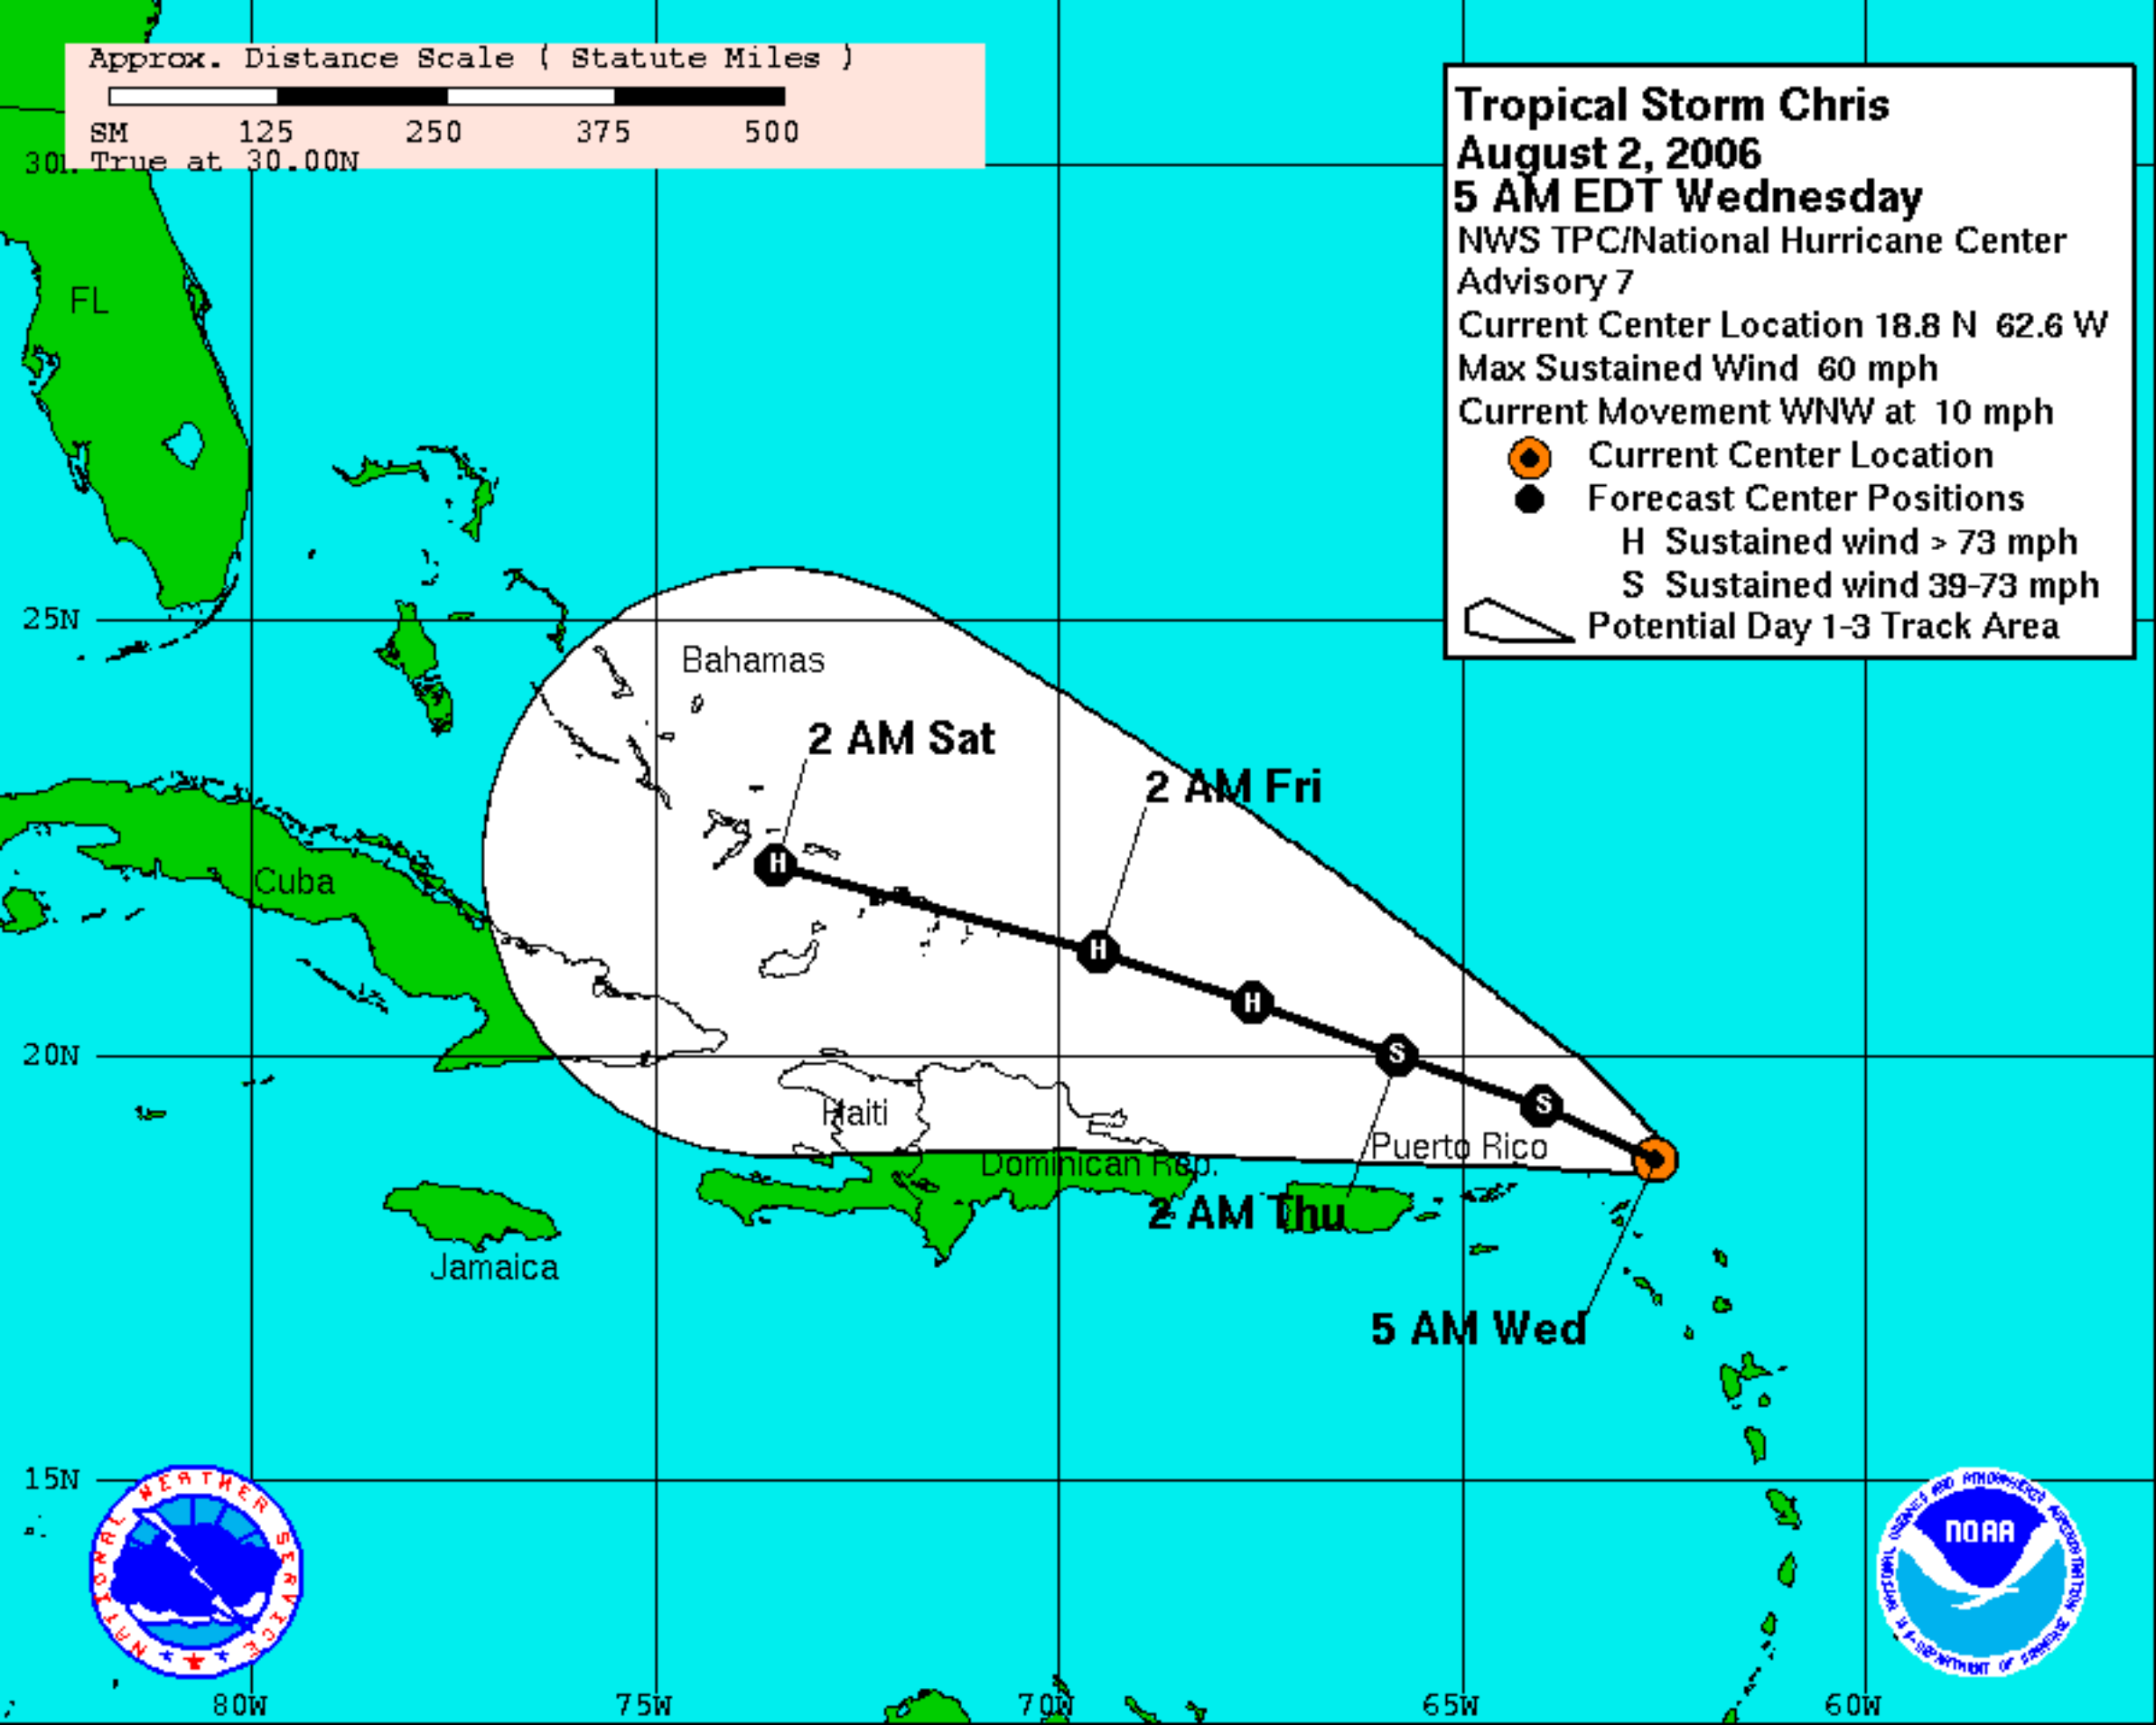 Approx. Distance Scale ( Statute Miles )
SM 125 250 375 500
True at 30.00N
Tropical Storm Chris
August 2, 2006
5 AM EDT Wednesday
NWS TPC/National Hurricane Center
Advisory 7
Current Center Location 18.8 N 62.6 W
Max Sustained Wind 60 mph
Current Movement WNW at 10 mph
Current Center Location
Forecast Center Positions
H Sustained wind > 73 mph
S Sustained wind 39-73 mph
Potential Day 1-3 Track Area
FL
25N
Bahamas
2 AM Sat
2 AM Fri
H
Cuba
H
H
S
20N
S
Haiti
Puerto Rico
Dominican Rep.
2 AM Thu
Jamaica
5 AM Wed
15N
NATIONAL WEATHER SERVICE
NOAA
80W 75W 70W 65W 60W